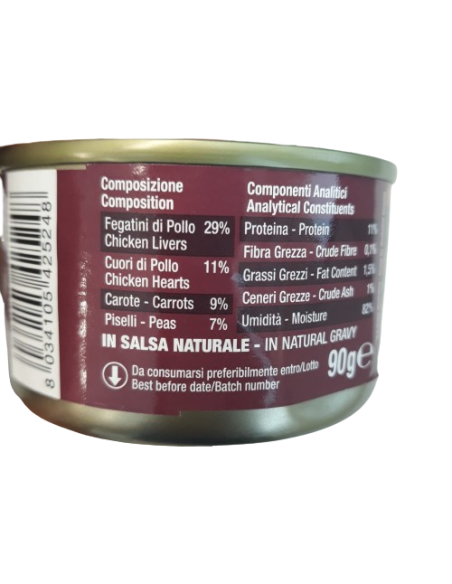 Composizione
Composition
Fegatini di Pollo 29%
Chicken Livers
Cuori di Pollo 11%
Chicken Hearts
Carote - Carrots 9%
Piselli - Peas 7%
Componenti Analitici
Analytical Constituents
Proteina - Protein 11%
Fibra Grezza - Crude Fibre 0,1%
Grassi Grezzi - Fat Content 1,5%
Ceneri Grezze - Crude Ash 1%
Umidità - Moisture 82%
IN SALSA NATURALE - IN NATURAL GRAVY
Da consumarsi preferibilmente entro/Lotto
Best before date/Batch number
90g℮
8 034105 425248